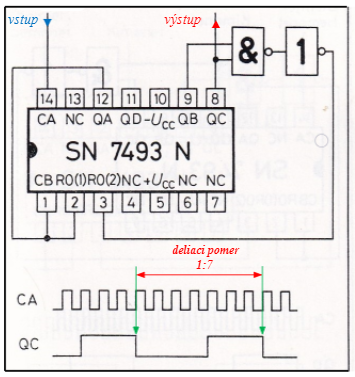 vstup výstup
& 1
14 13 12 11 10 9 8
CA NC QA QD -Ucc QB QC
SN 7493 N
CB RO(1) RO(2) NC +Ucc NC NC
1 2 3 4 5 6 7
deliaci pomer
1:7
CA
QC